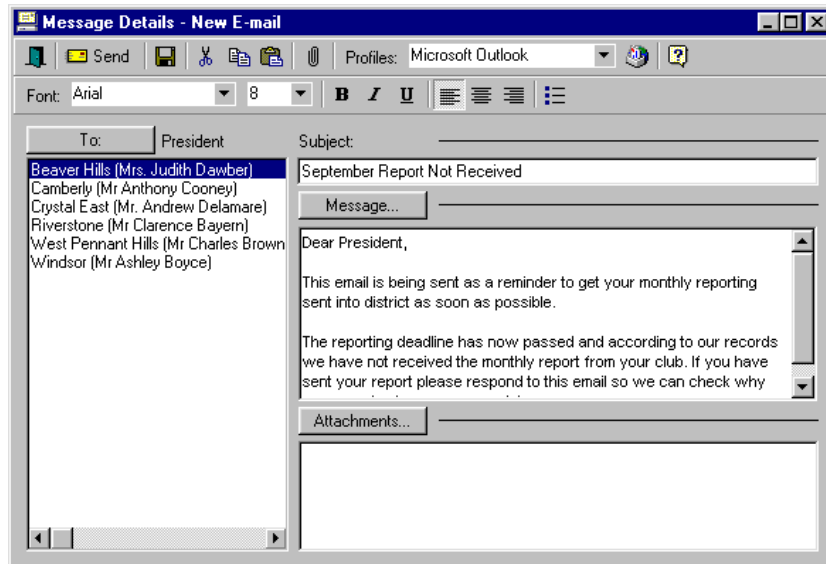 Message Details - New E-mail
Send Profiles: Microsoft Outlook
Font: Arial 8 B I U
To: President
Beaver Hills (Mrs. Judith Dawber)
Camberly (Mr Anthony Cooney)
Crystal East (Mr. Andrew Delamare)
Riverstone (Mr Clarence Bayern)
West Pennant Hills (Mr Charles Brown
Windsor (Mr Ashley Boyce)
Subject:
September Report Not Received
Message...
Dear President,
This email is being sent as a reminder to get your monthly reporting
sent into district as soon as possible.
The reporting deadline has now passed and according to our records
we have not received the monthly report from your club. If you have
sent your report please respond to this email so we can check why
Attachments...